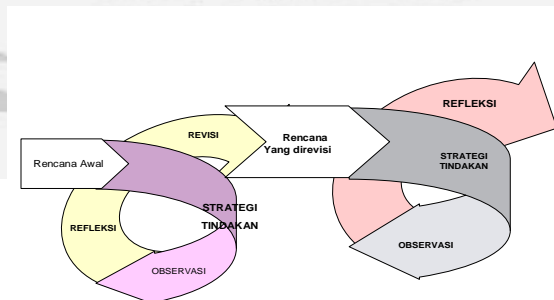 Rencana Awal
STRATEGI
TINDAKAN
OBSERVASI
REFLEKSI
REVISI
Rencana
Yang direvisi
STRATEGI
TINDAKAN
OBSERVASI
REFLEKSI